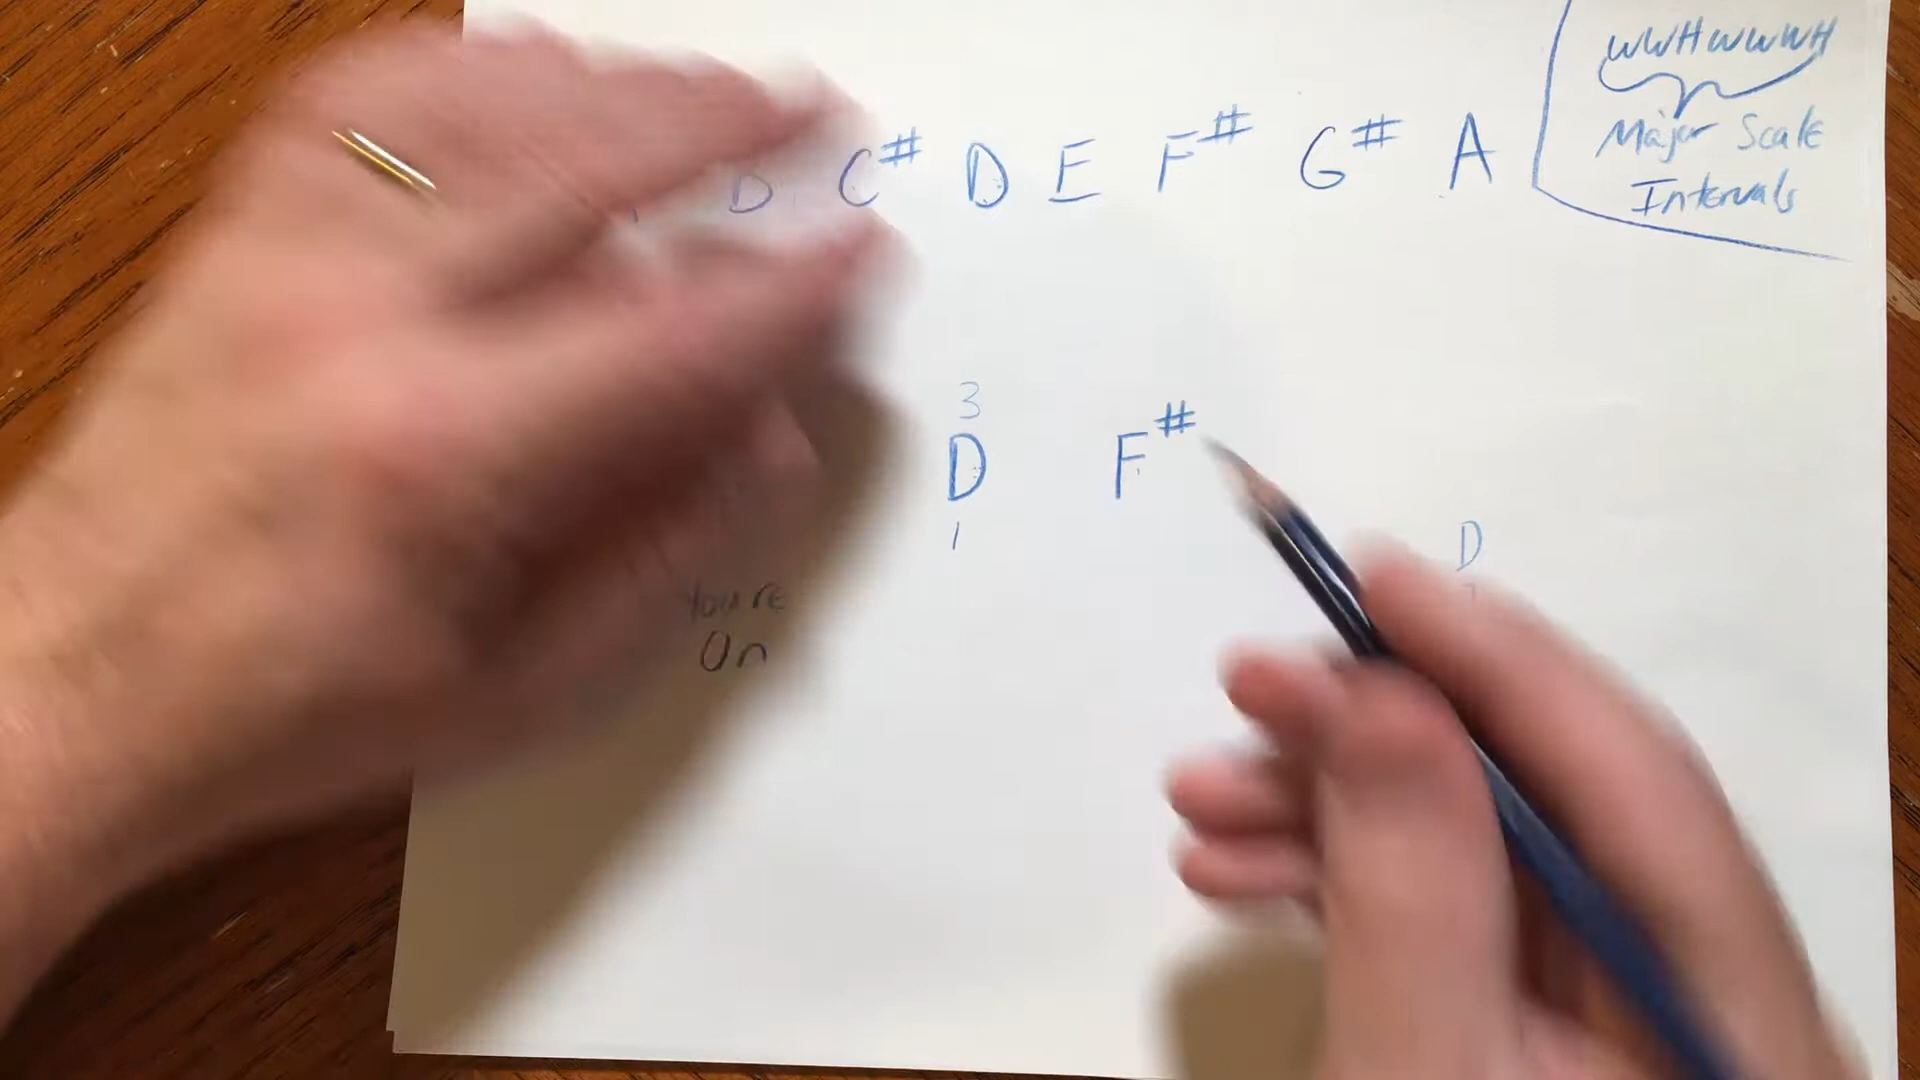 WWHWWWH
Major Scale
Intervals
B C# D E F# G# A
3
D F#
1
D
You're
On